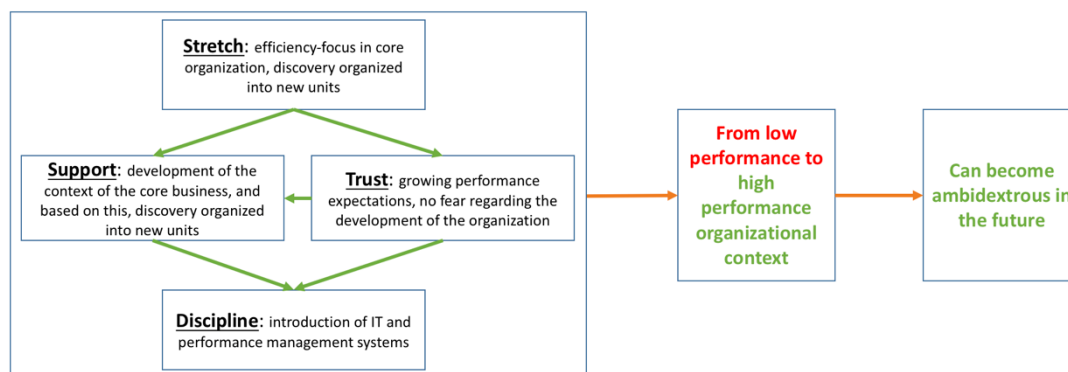 Stretch: efficiency-focus in core
organization, discovery organized
into new units
Support: development of the
context of the core business, and
based on this, discovery organized
into new units
Trust: growing performance
expectations, no fear regarding the
development of the organization
Discipline: introduction of IT and
performance management systems
From low
performance to
high
performance
organizational
context
Can become
ambidextrous in
the future